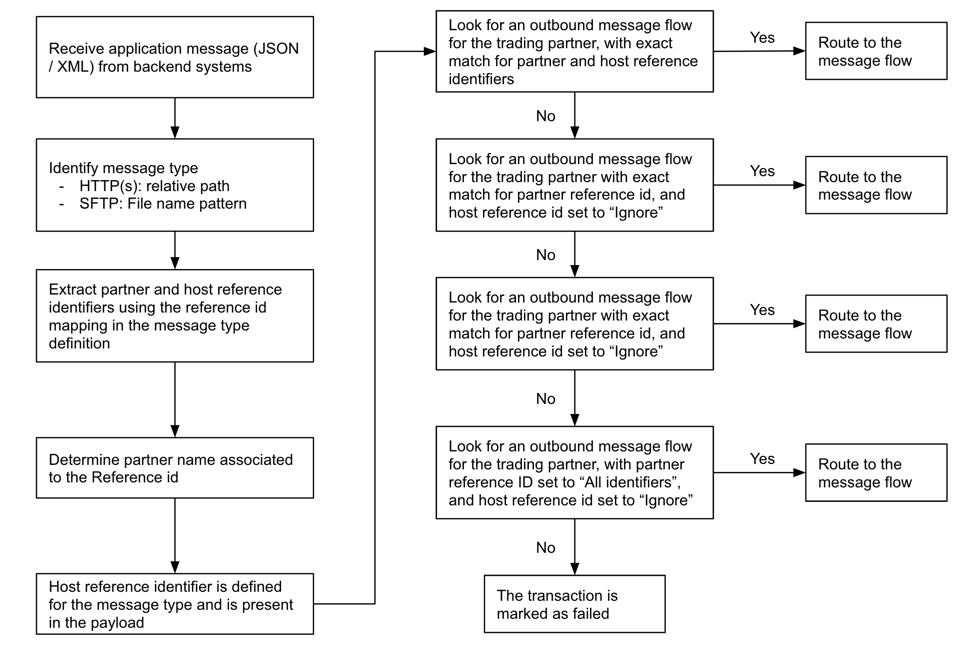 Receive application message (JSON
/ XML) from backend systems
Identify message type
- HTTP(s): relative path
- SFTP: File name pattern
Extract partner and host reference
identifiers using the reference id
mapping in the message type
definition
Determine partner name associated
to the Reference id
Host reference identifier is defined
for the message type and is present
in the payload
Look for an outbound message flow
for the trading partner, with exact
match for partner and host reference
identifiers
Yes
Route to the
message flow
No
Look for an outbound message flow
for the trading partner with exact
match for partner reference id, and
host reference id set to “Ignore”
Yes
Route to the
message flow
No
Look for an outbound message flow
for the trading partner with exact
match for partner reference id, and
host reference id set to “Ignore”
Yes
Route to the
message flow
No
Look for an outbound message flow
for the trading partner, with partner
reference ID set to “All identifiers”,
and host reference id set to “Ignore”
Yes
Route to the
message flow
No
The transaction is
marked as failed